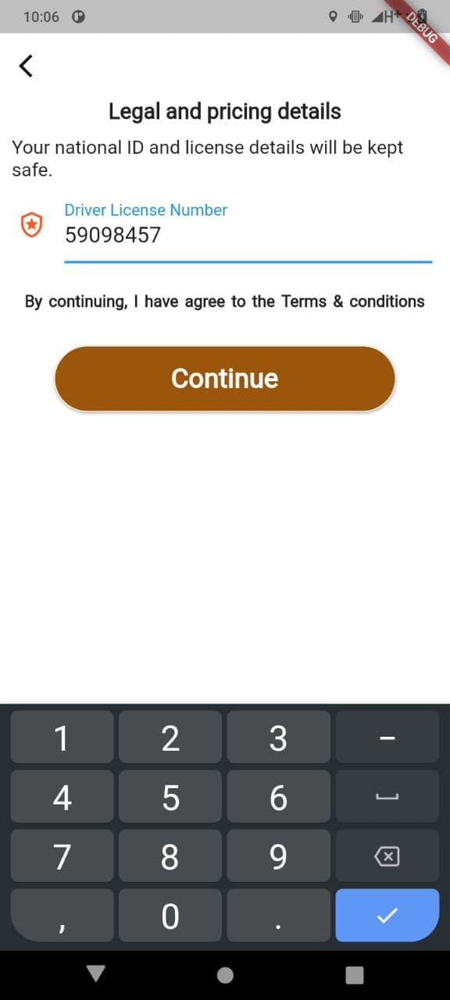 10:06
H+
DEBUG
Legal and pricing details
Your national ID and license details will be kept
safe.
Driver License Number
59098457
By continuing, I have agree to the Terms & conditions
Continue
1 2 3 –
4 5 6
7 8 9
, 0 .